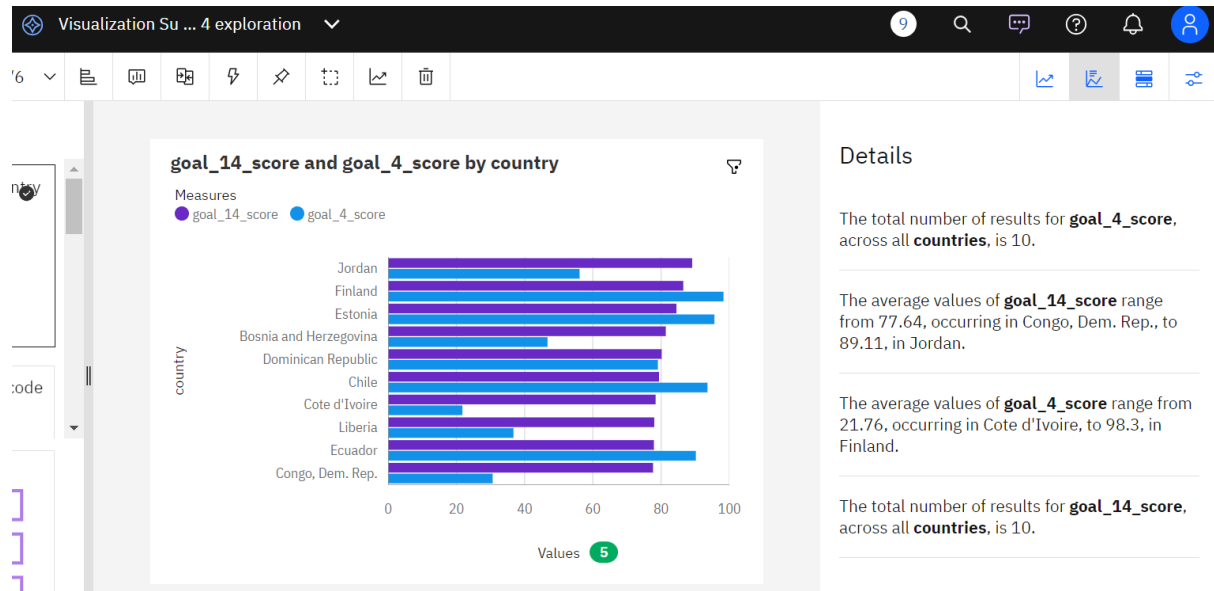 Visualization Su ... 4 exploration
9
/6
ntry
code
goal_14_score and goal_4_score by country
Measures
goal_14_score goal_4_score
country
Jordan
Finland
Estonia
Bosnia and Herzegovina
Dominican Republic
Chile
Cote d'Ivoire
Liberia
Ecuador
Congo, Dem. Rep.
0 20 40 60 80 100
Values 5
Details
The total number of results for goal_4_score,
across all countries, is 10.
The average values of goal_14_score range
from 77.64, occurring in Congo, Dem. Rep., to
89.11, in Jordan.
The average values of goal_4_score range from
21.76, occurring in Cote d'Ivoire, to 98.3, in
Finland.
The total number of results for goal_14_score,
across all countries, is 10.